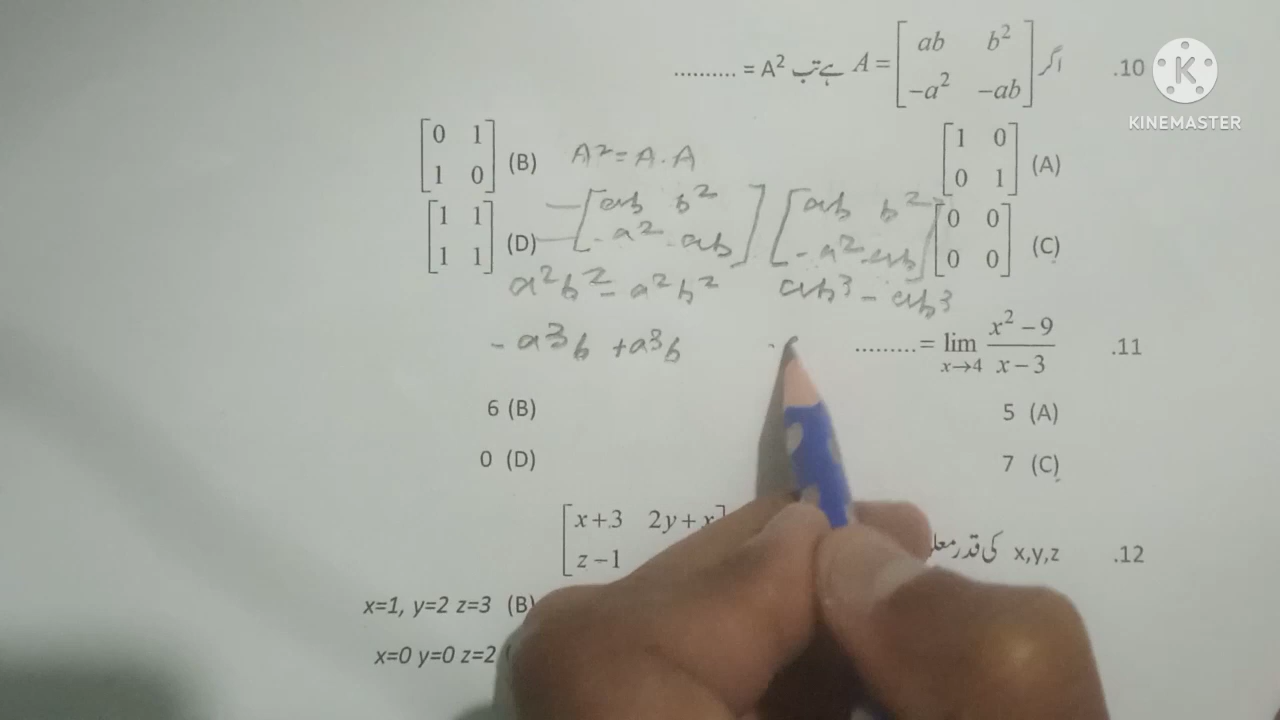 .10 اگر A = [ab b² -a² -ab] ہے تب A² = ..........
KINEMASTER
(A) [1 0 0 1] (B) [0 1 1 0]
A² = A . A
(C) [0 0 0 0] (D) [1 1 1 1]
[ab b² -a² -ab] [ab b² -a² -ab]
a²b² - a²b² ab³ - ab³
-a³b +a³b
.11 lim x→4 x² - 9 / x - 3 = .........
(A) 5 (B) 6
(C) 7 (D) 0
.12 x,y,z کی قدر [x+3 2y+x z-1
x=1, y=2 z=3 (B)
x=0 y=0 z=2